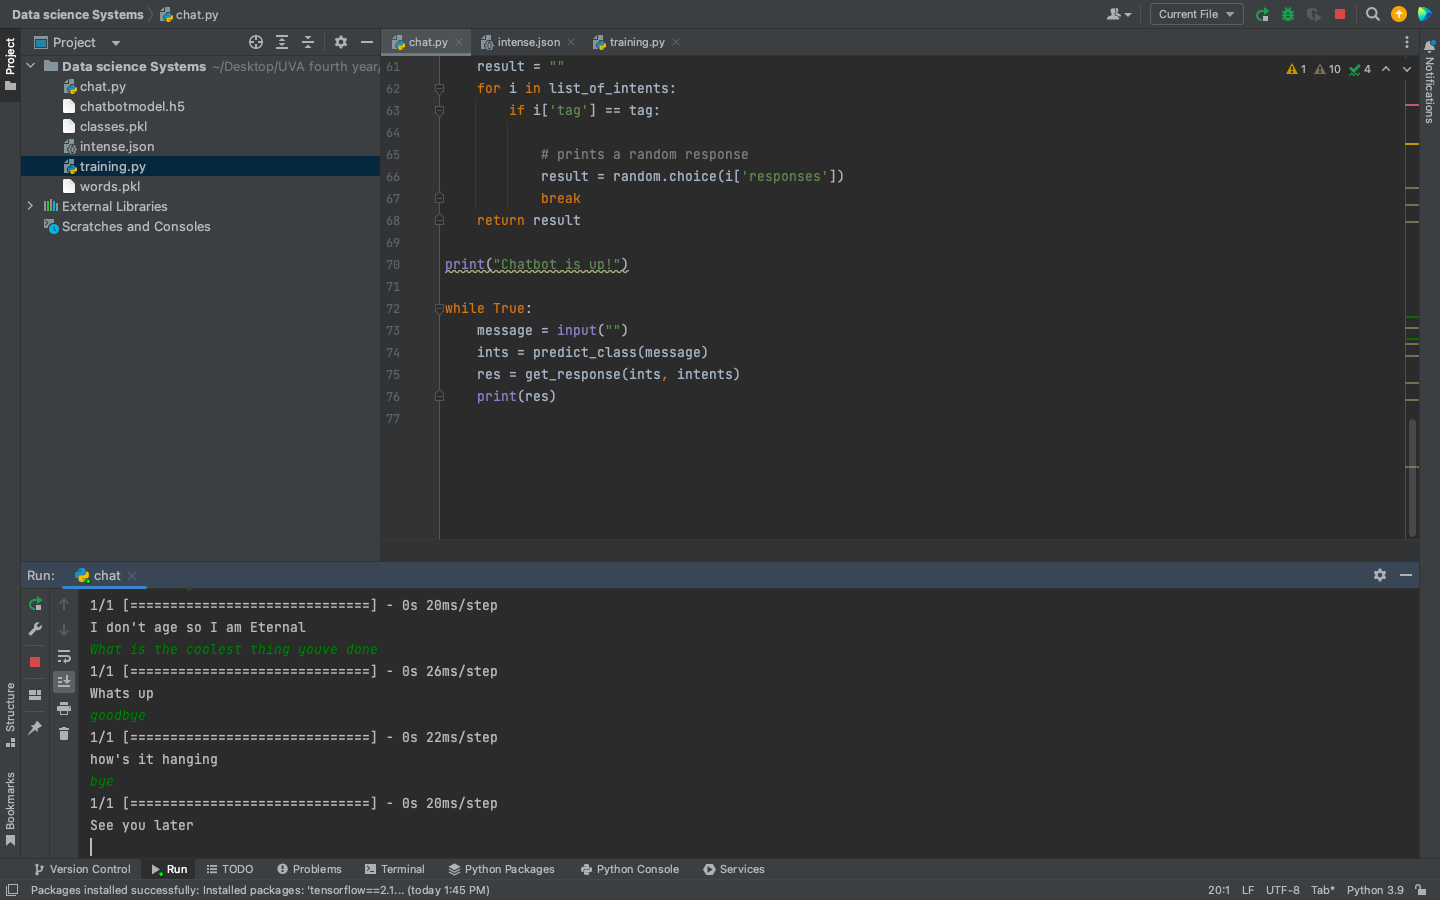 Data science Systems
chat.py
Current File
Project
Project
chat.py
intense.json
training.py
Notifications
Data science Systems ~/Desktop/UVA fourth year/
chat.py
chatbotmodel.h5
classes.pkl
intense.json
training.py
words.pkl
External Libraries
Scratches and Consoles
1 10 4
61 result = ""
62 for i in list_of_intents:
63 if i['tag'] == tag:
64
65 # prints a random response
66 result = random.choice(i['responses'])
67 break
68 return result
69
70 print("Chatbot is up!")
71
72 while True:
73 message = input("")
74 ints = predict_class(message)
75 res = get_response(ints, intents)
76 print(res)
77
Run:
chat
1/1 [==============================] - 0s 20ms/step
I don't age so I am Eternal
What is the coolest thing youve done
1/1 [==============================] - 0s 26ms/step
Whats up
goodbye
1/1 [==============================] - 0s 22ms/step
how's it hanging
bye
1/1 [==============================] - 0s 20ms/step
See you later
Structure
Bookmarks
Version Control
Run
TODO
Problems
Terminal
Python Packages
Python Console
Services
Packages installed successfully: Installed packages: 'tensorflow==2.1... (today 1:45 PM)
20:1 LF UTF-8 Tab* Python 3.9